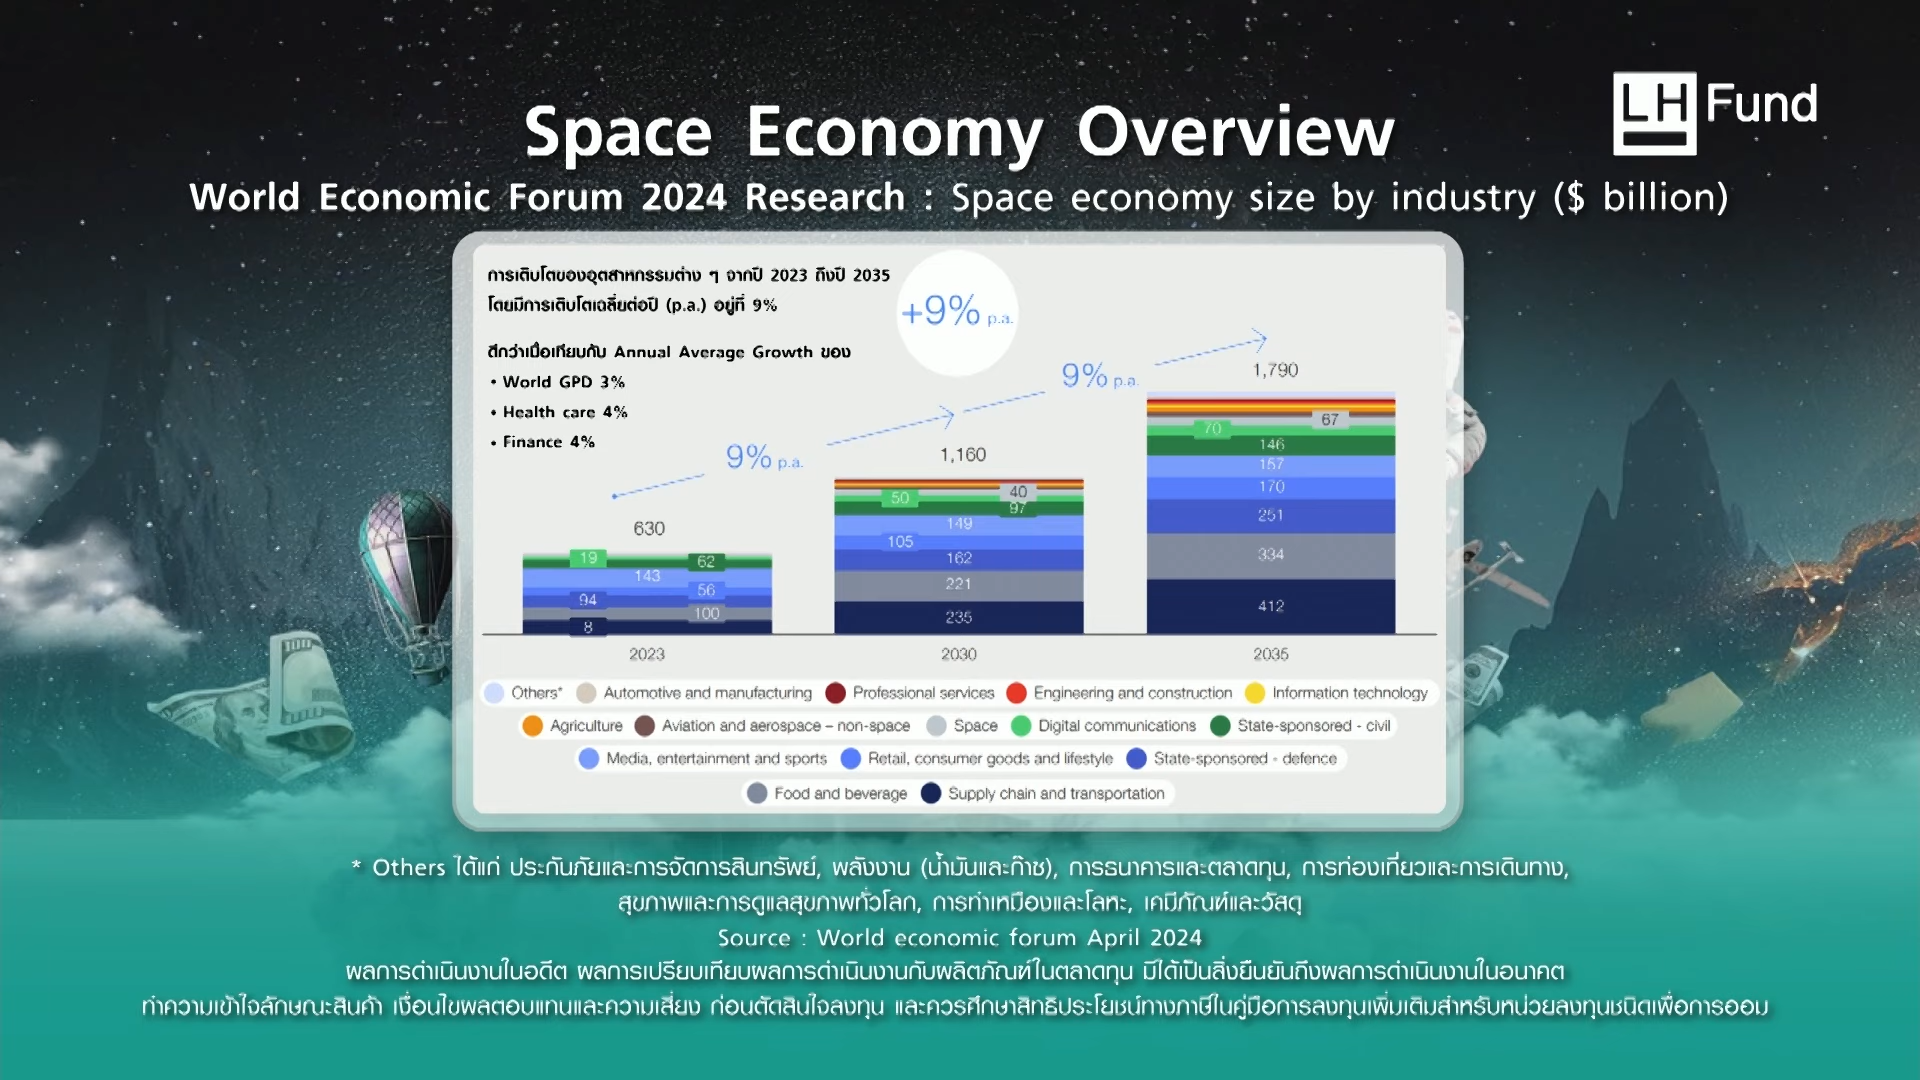 LH Fund
Space Economy Overview
World Economic Forum 2024 Research : Space economy size by industry ($ billion)
การเติบโตของอุตสาหกรรมต่าง ๆ จากปี 2023 ถึงปี 2035
โดยมีการเติบโตเฉลี่ยต่อปี (p.a.) อยู่ที่ 9%
+9% p.a.
ดีกว่าเมื่อเทียบกับ Annual Average Growth ของ
• World GPD 3%
• Health care 4%
• Finance 4%
9% p.a.
9% p.a.
630
19
62
143
56
94
100
8
1,160
40
50
97
149
105
162
221
235
1,790
67
70
146
157
170
251
334
412
2023 2030 2035
Others* Automotive and manufacturing Professional services Engineering and construction Information technology
Agriculture Aviation and aerospace – non-space Space Digital communications State-sponsored - civil
Media, entertainment and sports Retail, consumer goods and lifestyle State-sponsored - defence
Food and beverage Supply chain and transportation
* Others ได้แก่ ประกันภัยและการจัดการสินทรัพย์, พลังงาน (น้ำมันและก๊าซ), การธนาคารและตลาดทุน, การท่องเที่ยวและการเดินทาง,
สุขภาพและการดูแลสุขภาพทั่วโลก, การทำเหมืองและโลหะ, เคมีภัณฑ์และวัสดุ
Source : World economic forum April 2024
ผลการดำเนินงานในอดีต ผลการเปรียบเทียบผลการดำเนินงานกับผลิตภัณฑ์ในตลาดทุน มิได้เป็นสิ่งยืนยันถึงผลการดำเนินงานในอนาคต
ทำความเข้าใจลักษณะสินค้า เงื่อนไขผลตอบแทนและความเสี่ยง ก่อนตัดสินใจลงทุน และควรศึกษาสิทธิประโยชน์ทางภาษีในคู่มือการลงทุนเพิ่มเติมสำหรับหน่วยลงทุนชนิดเพื่อการออม